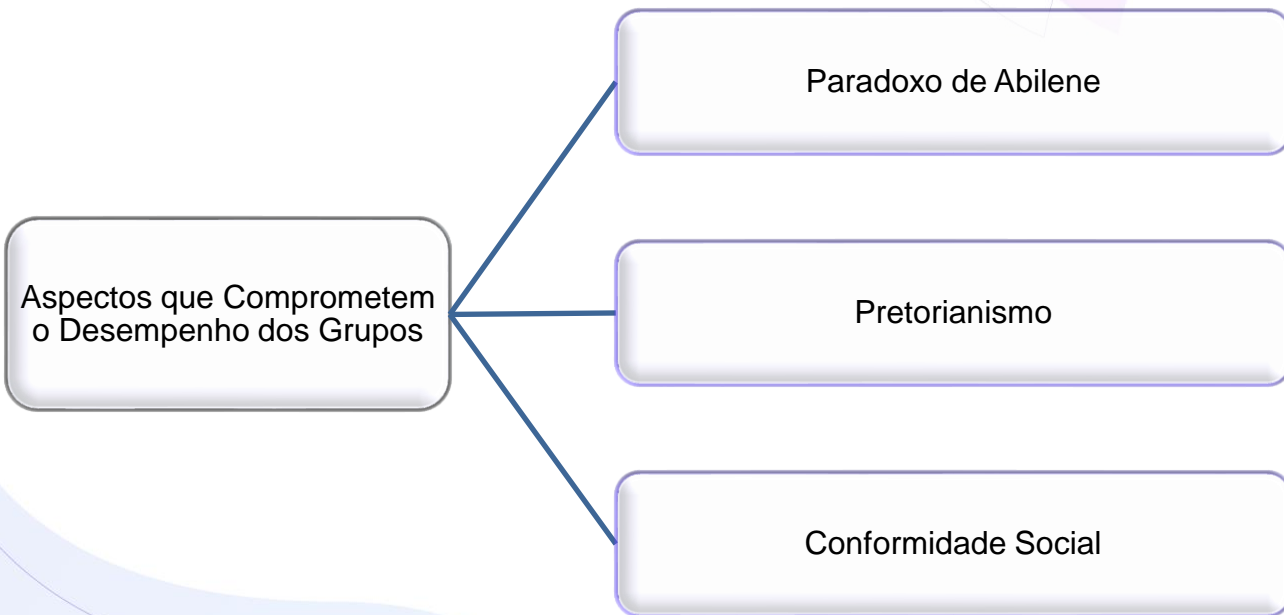 Paradoxo de Abilene
Aspectos que Comprometem
o Desempenho dos Grupos
Pretorianismo
Conformidade Social